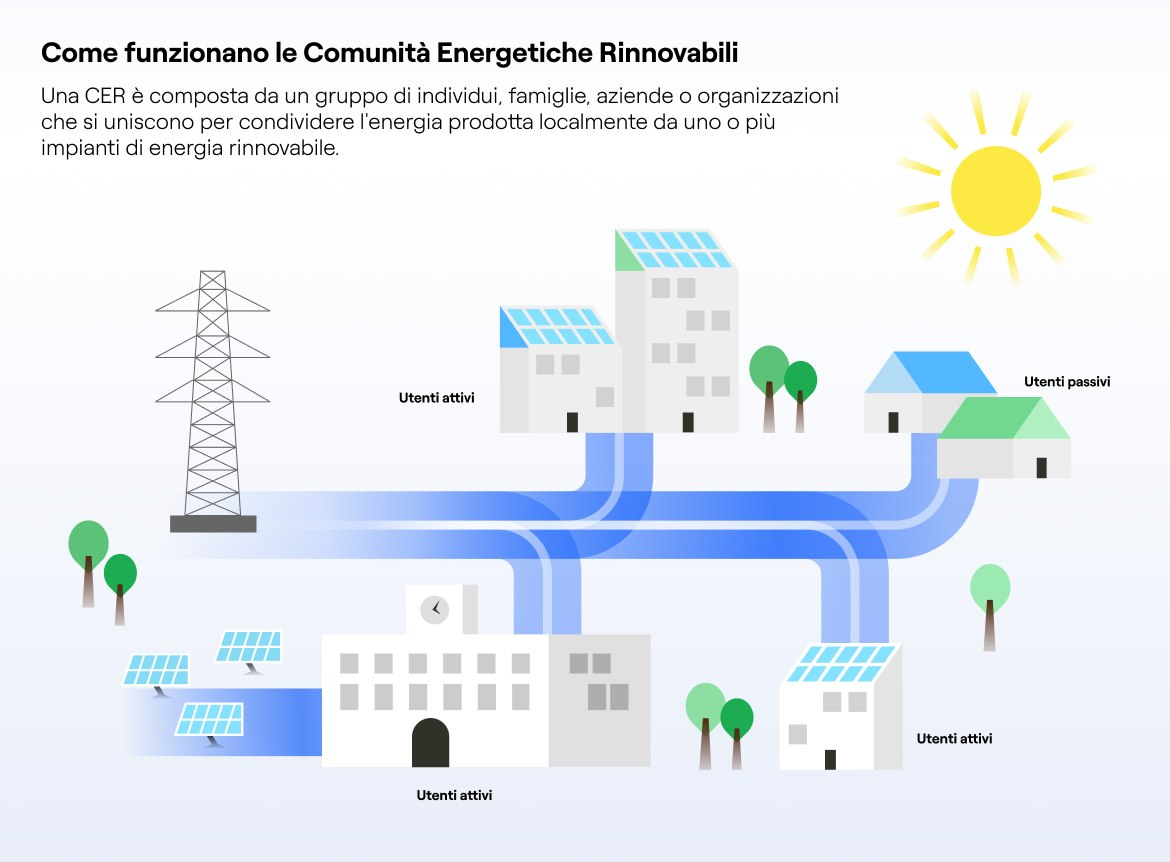 Come funzionano le Comunità Energetiche Rinnovabili
Una CER è composta da un gruppo di individui, famiglie, aziende o organizzazioni
che si uniscono per condividere l'energia prodotta localmente da uno o più
impianti di energia rinnovabile.
Utenti attivi
Utenti passivi
Utenti attivi
Utenti attivi